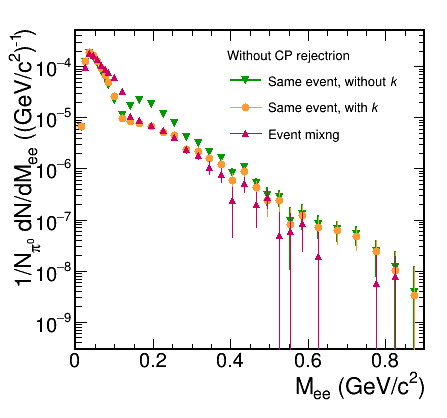 Without CP rejectrion
Same event, without k
Same event, with k
Event mixng
1/N_π⁰ dN/dM_ee ((GeV/c²)⁻¹)
10⁻⁴
10⁻⁵
10⁻⁶
10⁻⁷
10⁻⁸
10⁻⁹
0 0.2 0.4 0.6 0.8
M_ee (GeV/c²)